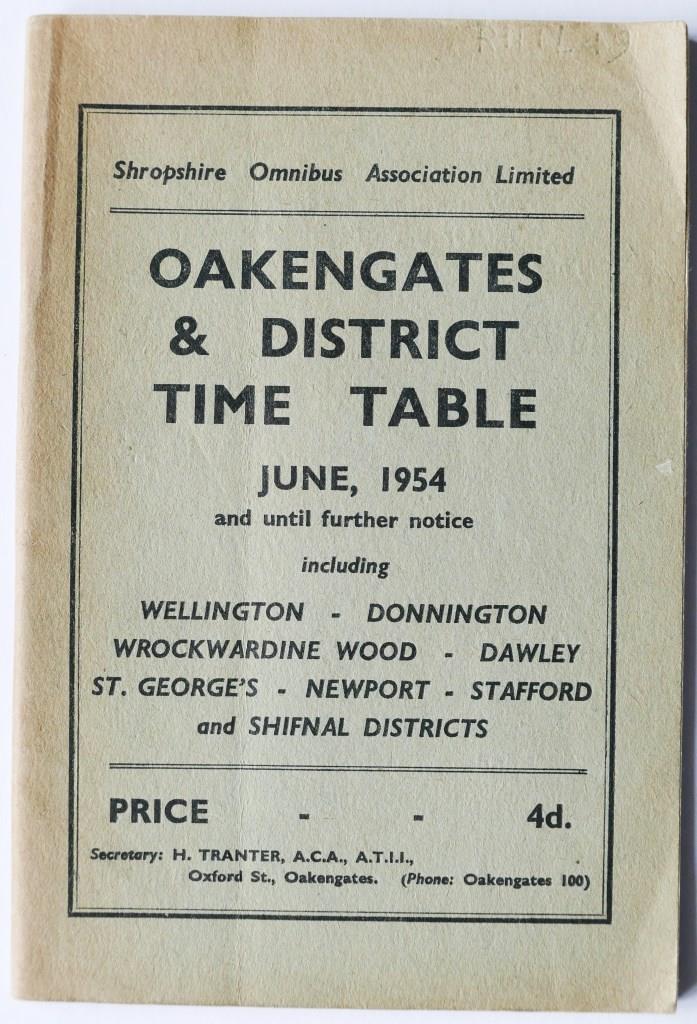 Shropshire Omnibus Association Limited
OAKENGATES
& DISTRICT
TIME TABLE
JUNE, 1954
and until further notice
including
WELLINGTON - DONNINGTON
WROCKWARDINE WOOD - DAWLEY
ST. GEORGE'S - NEWPORT - STAFFORD
and SHIFNAL DISTRICTS
PRICE - - 4d.
Secretary: H. TRANTER, A.C.A., A.T.I.I.,
Oxford St., Oakengates. (Phone: Oakengates 100)